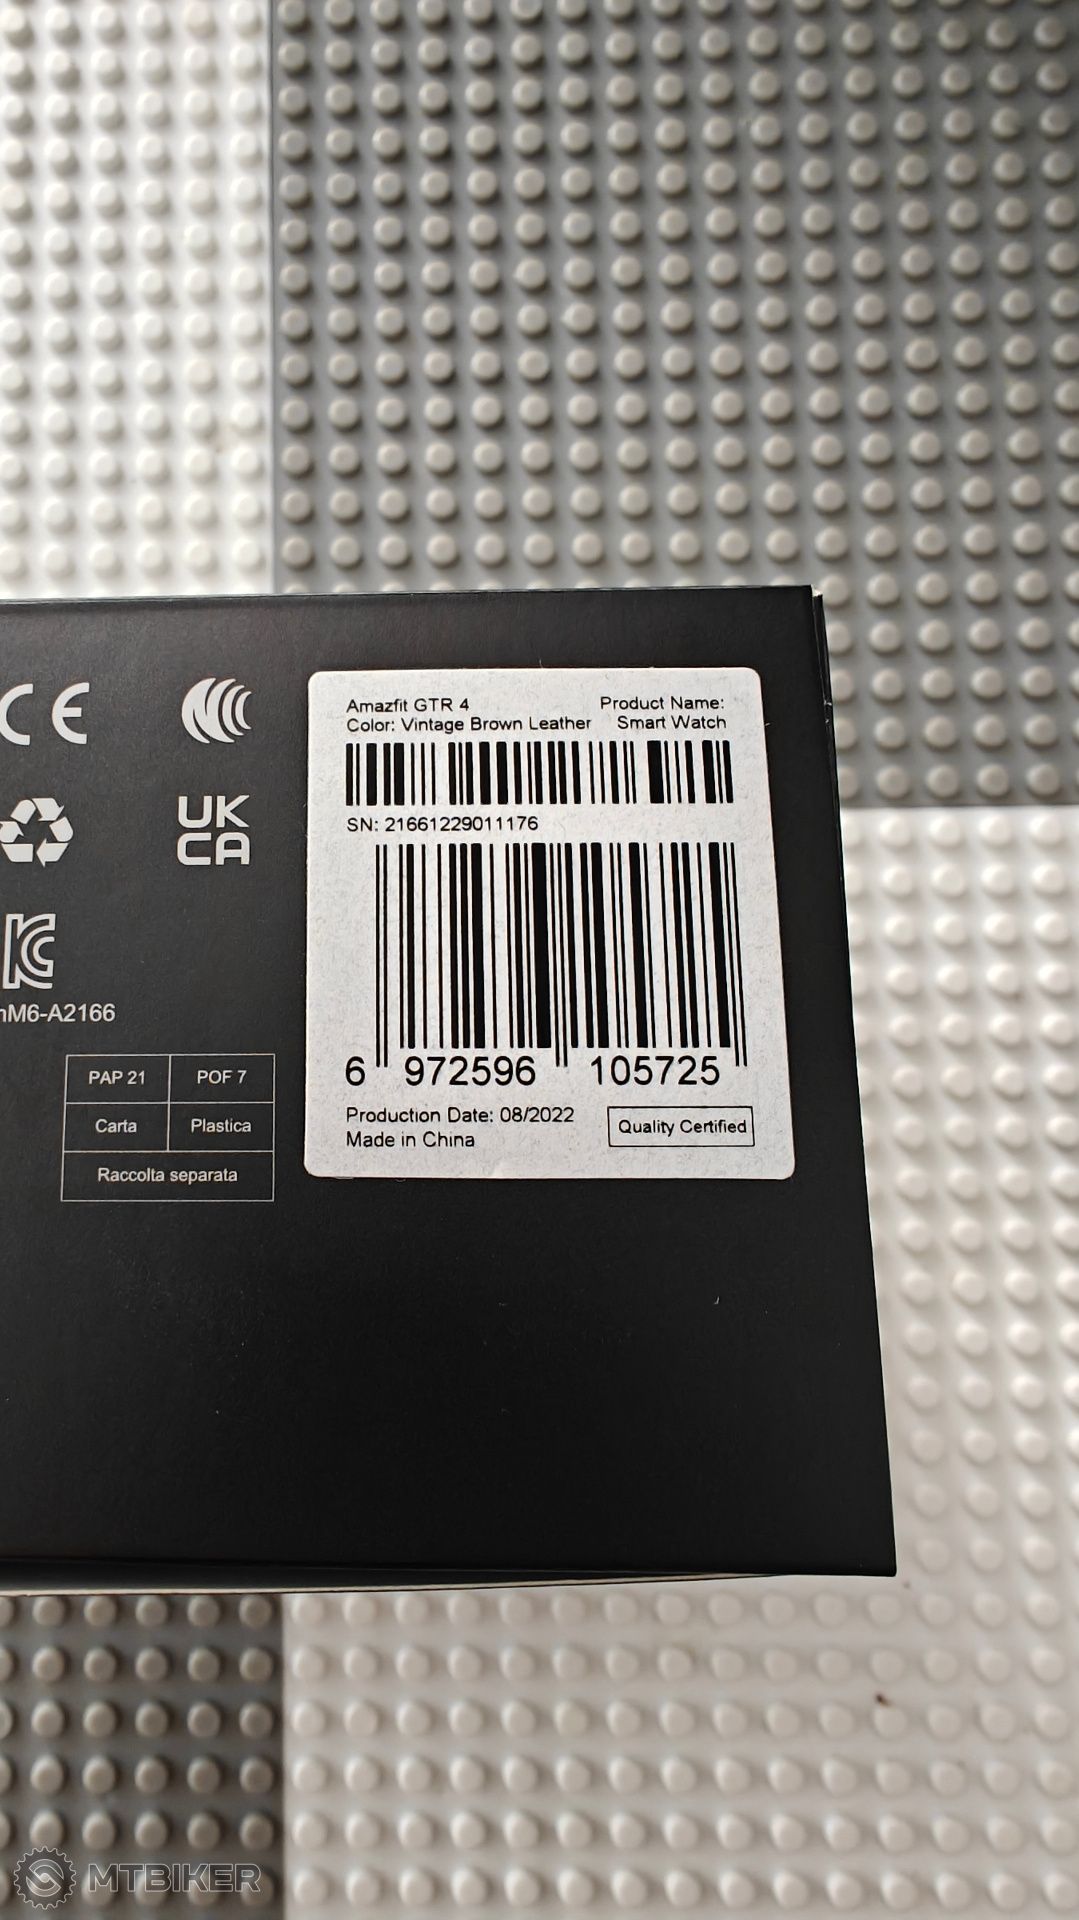 Amazfit GTR 4
Product Name:
Color: Vintage Brown Leather
Smart Watch
SN: 21661229011176
6 972596 105725
Production Date: 08/2022
Made in China
Quality Certified
CE
UK
CA
nM6-A2166
PAP 21
POF 7
Carta
Plastica
Raccolta separata
MTBIKER